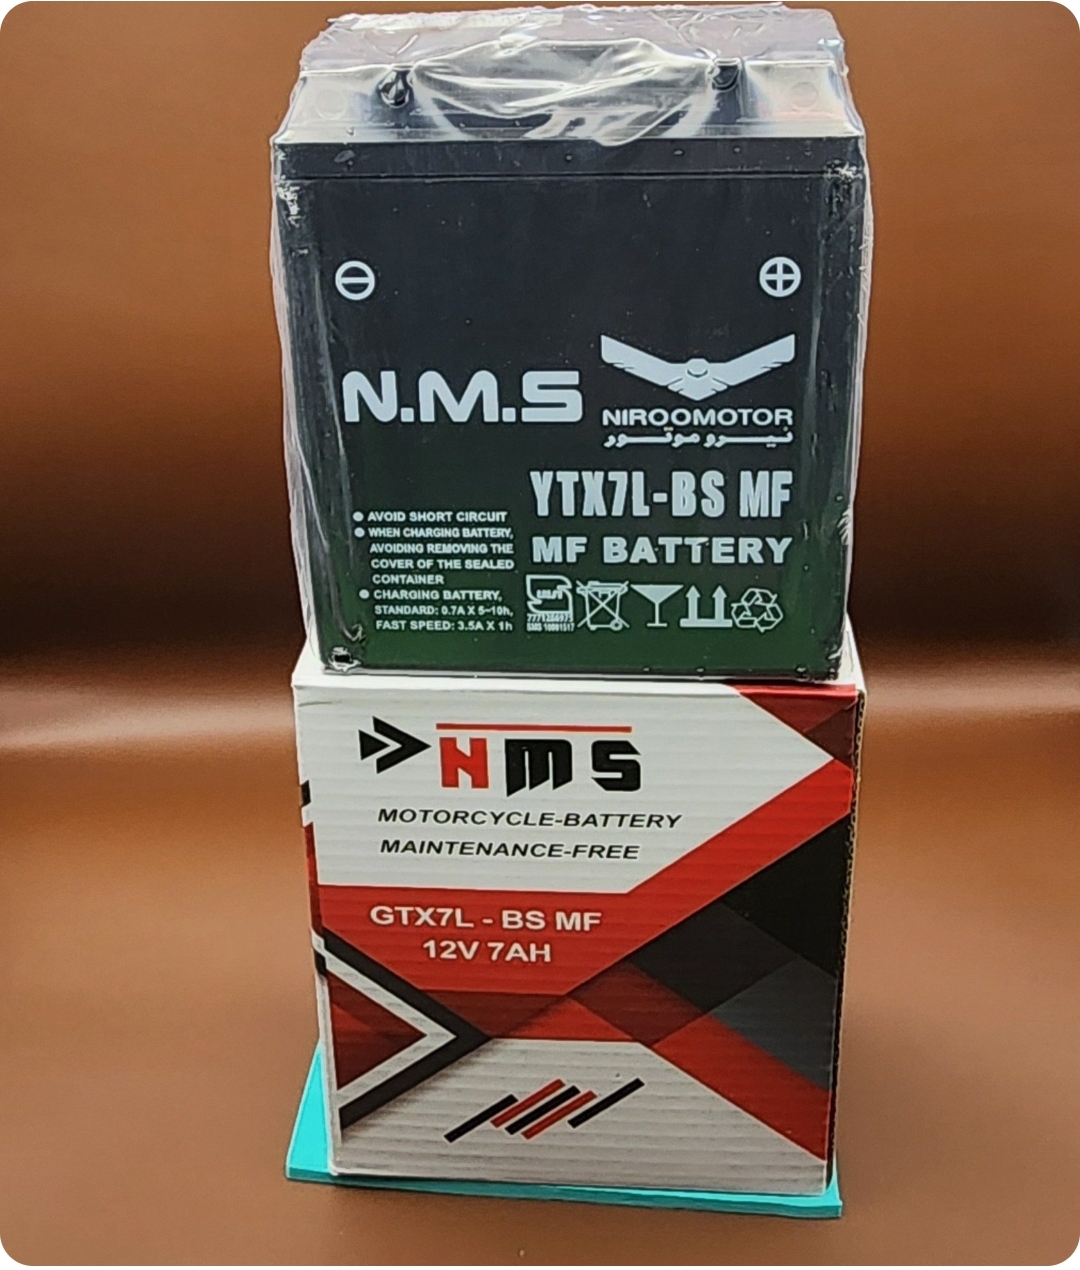 N.M.S
NIROOMOTOR
نیرو موتور
YTX7L-BS MF
MF BATTERY
AVOID SHORT CIRCUIT
WHEN CHARGING BATTERY,
AVOIDING REMOVING THE
COVER OF THE SEALED
CONTAINER
CHARGING BATTERY,
STANDARD: 0.7A X 5~10h,
FAST SPEED: 3.5A X 1h
NMS
MOTORCYCLE-BATTERY
MAINTENANCE-FREE
GTX7L - BS MF
12V 7AH